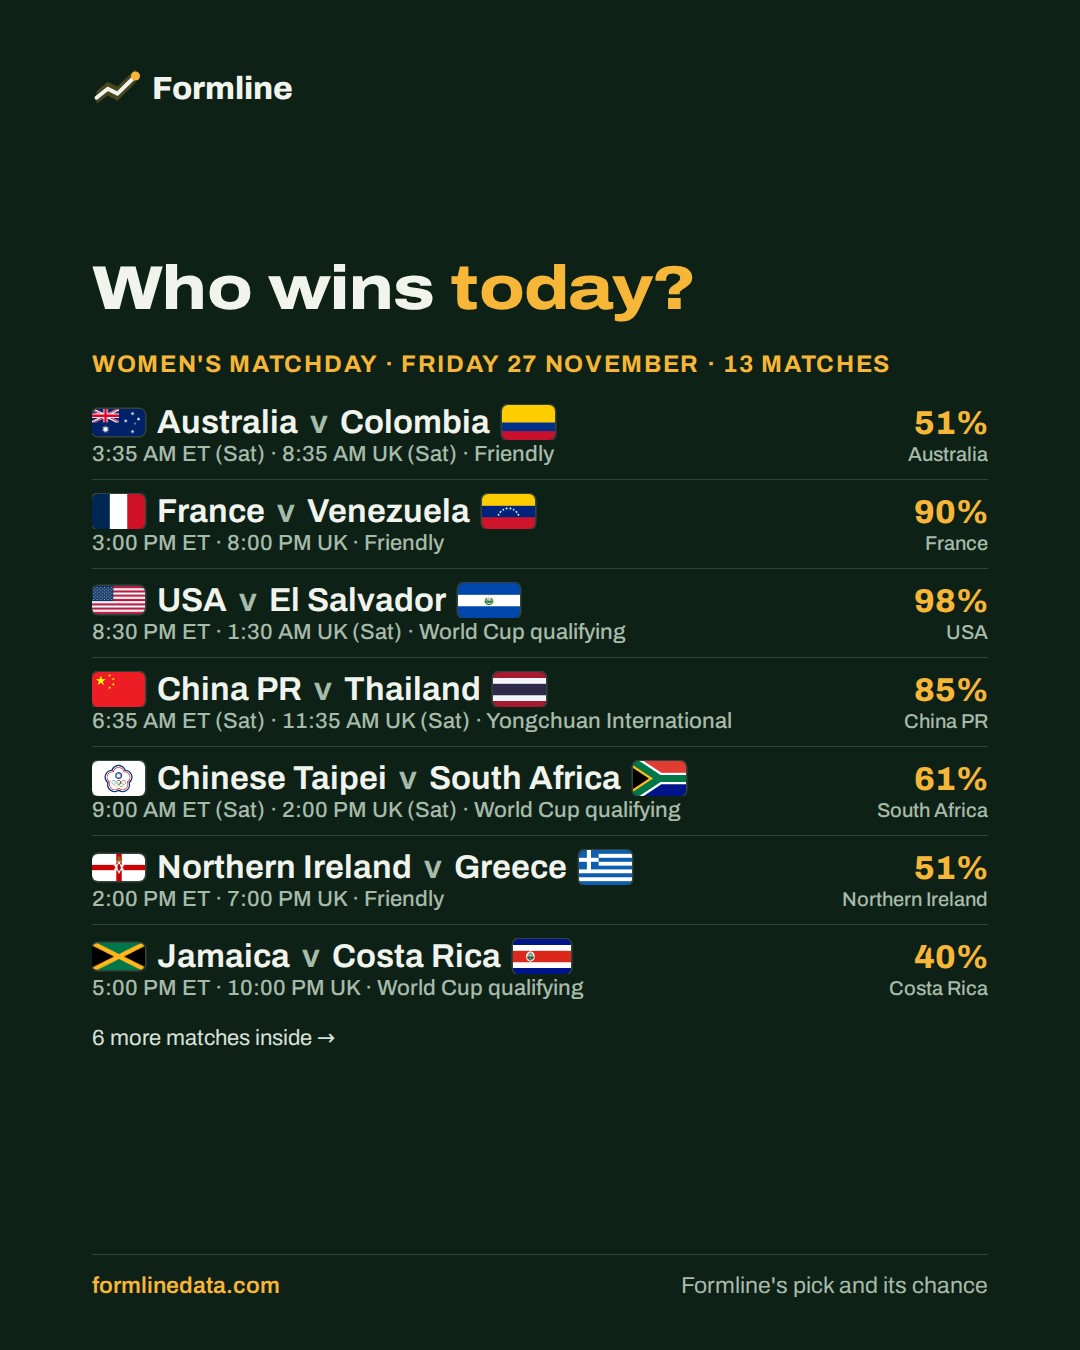 Formline
Who wins today?
WOMEN'S MATCHDAY · FRIDAY 27 NOVEMBER · 13 MATCHES
Australia v Colombia
51%
3:35 AM ET (Sat) · 8:35 AM UK (Sat) · Friendly
Australia
France v Venezuela
90%
3:00 PM ET · 8:00 PM UK · Friendly
France
USA v El Salvador
98%
8:30 PM ET · 1:30 AM UK (Sat) · World Cup qualifying
USA
China PR v Thailand
85%
6:35 AM ET (Sat) · 11:35 AM UK (Sat) · Yongchuan International
China PR
Chinese Taipei v South Africa
61%
9:00 AM ET (Sat) · 2:00 PM UK (Sat) · World Cup qualifying
South Africa
Northern Ireland v Greece
51%
2:00 PM ET · 7:00 PM UK · Friendly
Northern Ireland
Jamaica v Costa Rica
40%
5:00 PM ET · 10:00 PM UK · World Cup qualifying
Costa Rica
6 more matches inside →
formlinedata.com
Formline's pick and its chance